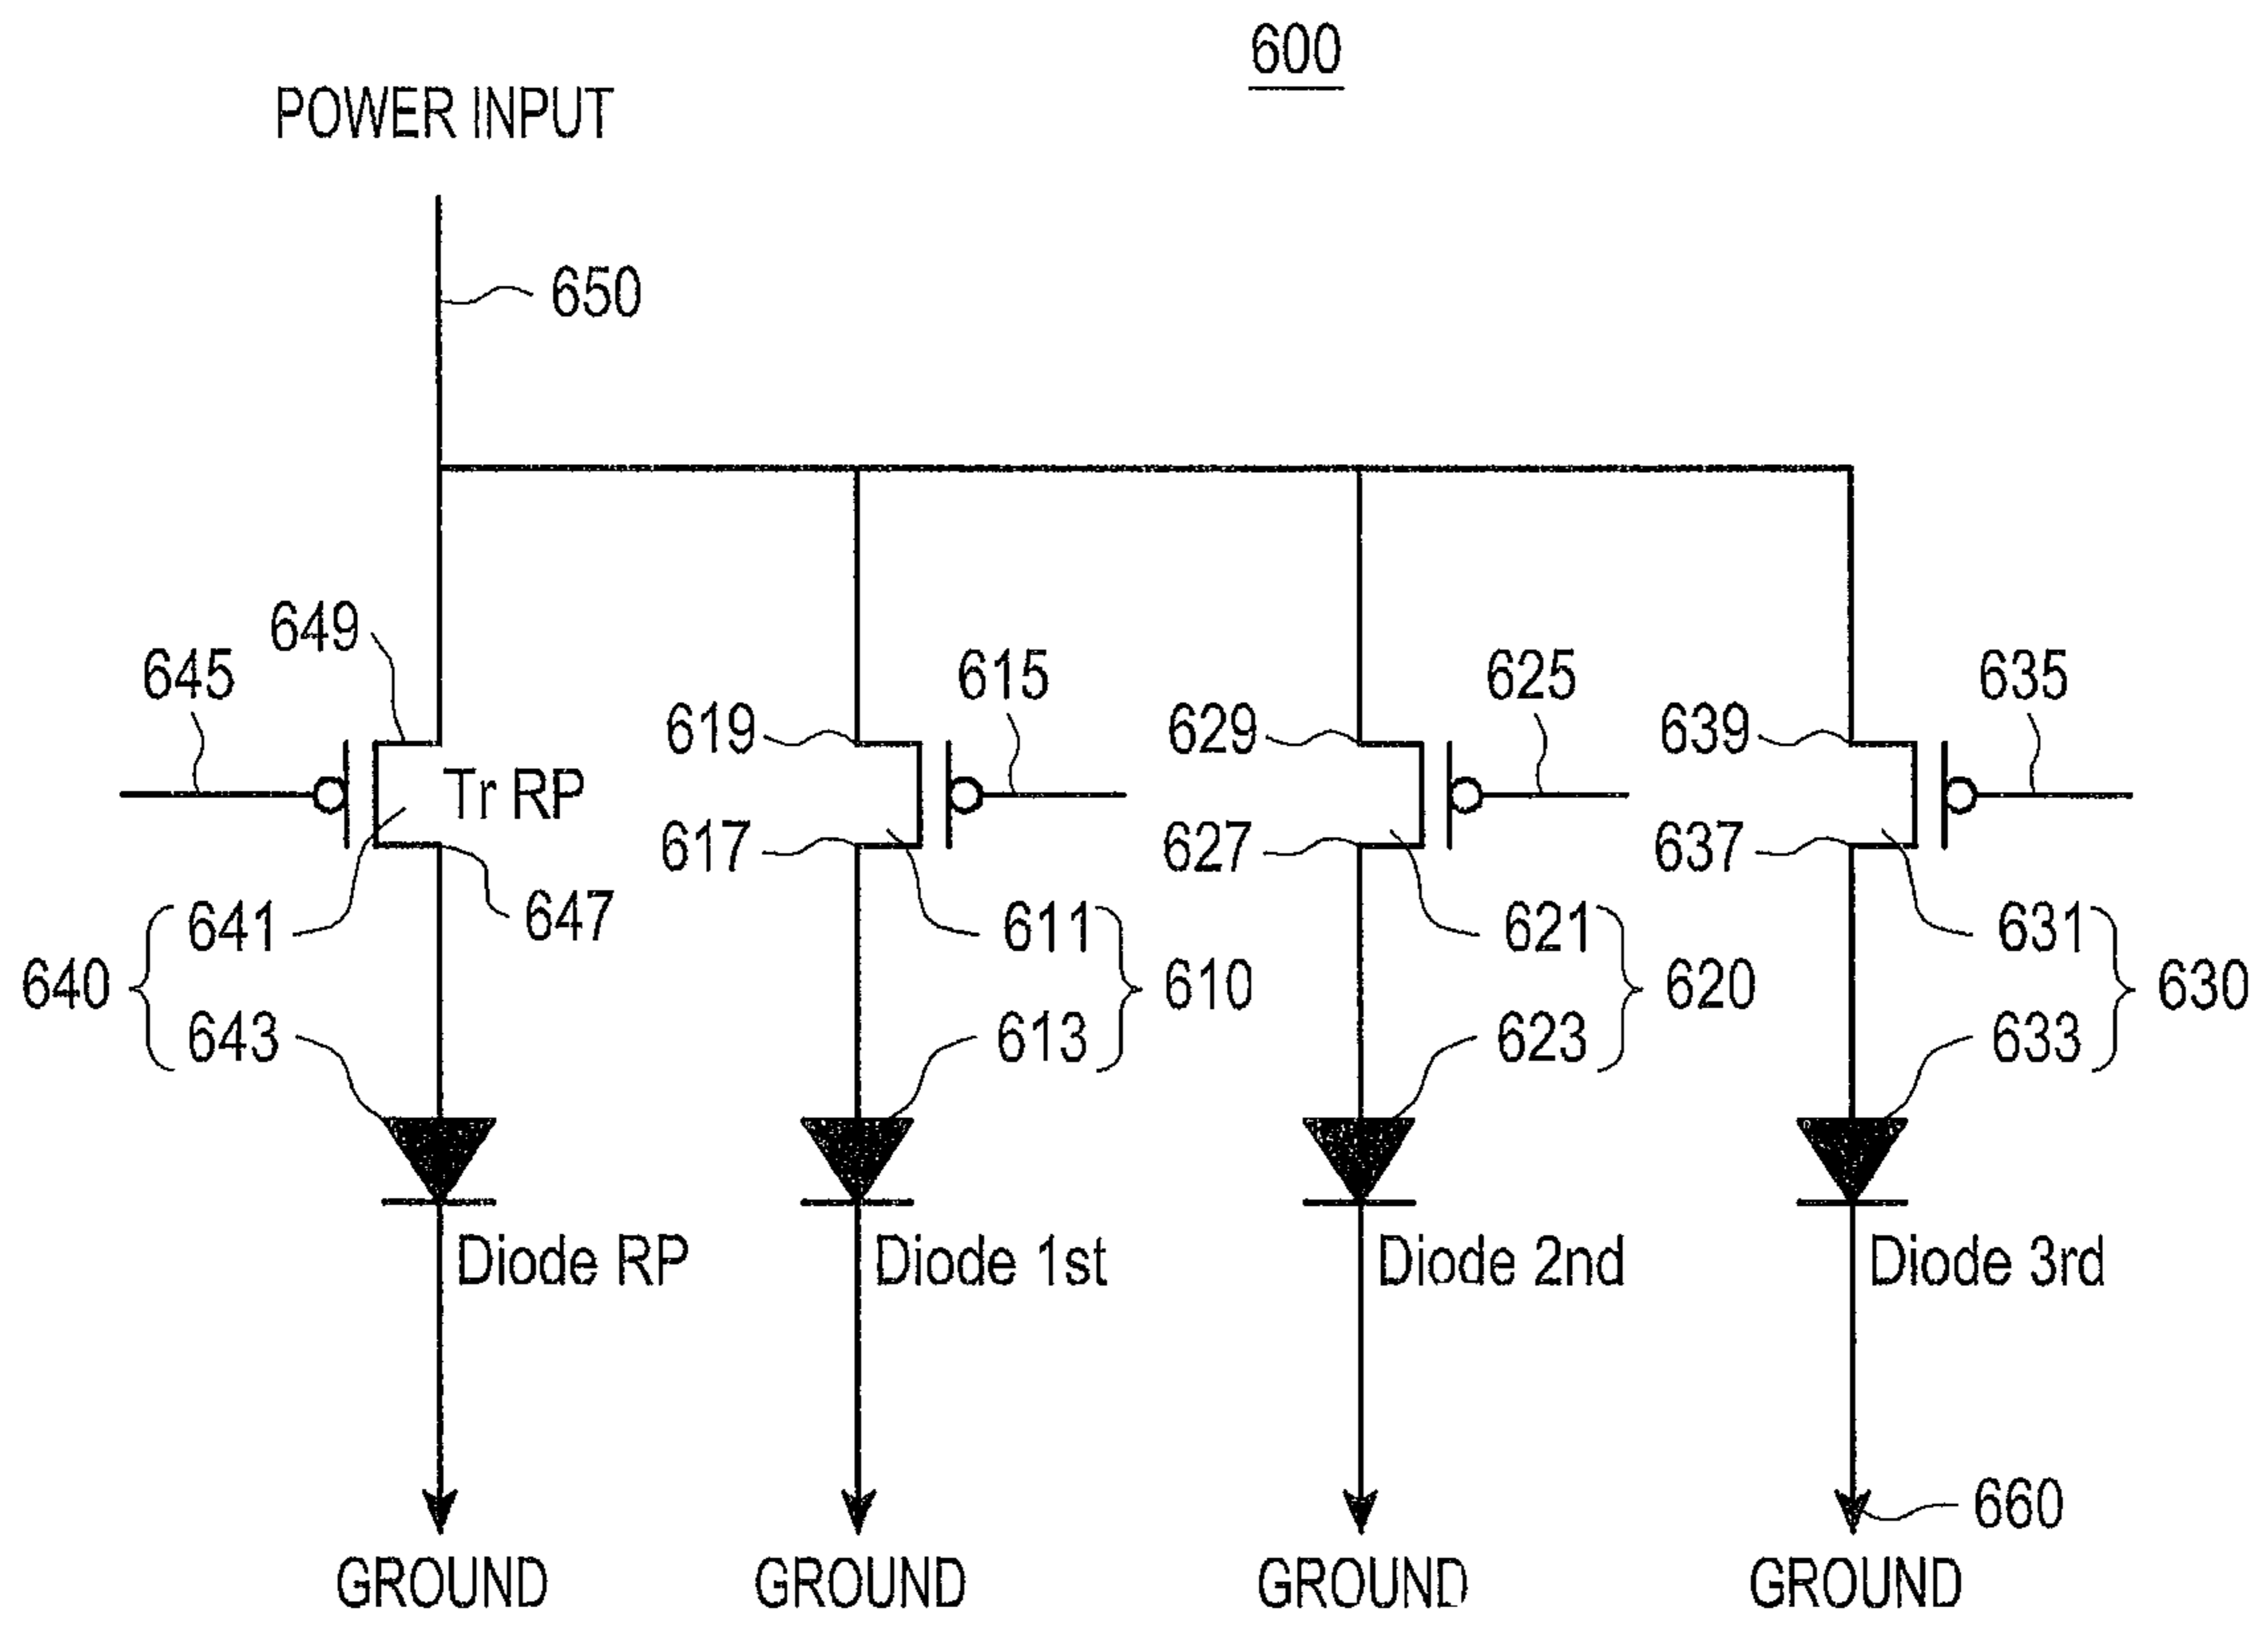 600
POWER INPUT
650
649
645
619
615
629
625
639
635
Tr RP
617
627
637
647
641
643
640
611
613
610
621
623
620
631
633
630
Diode RP
Diode 1st
Diode 2nd
Diode 3rd
660
GROUND
GROUND
GROUND
GROUND